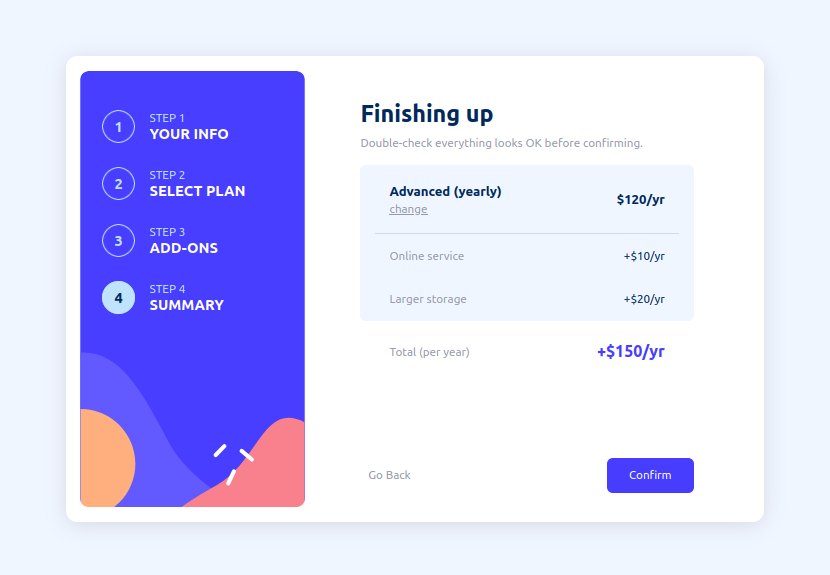 1
STEP 1
YOUR INFO
2
STEP 2
SELECT PLAN
3
STEP 3
ADD-ONS
4
STEP 4
SUMMARY
Finishing up
Double-check everything looks OK before confirming.
Advanced (yearly)
change
$120/yr
Online service +$10/yr
Larger storage +$20/yr
Total (per year) +$150/yr
Go Back Confirm